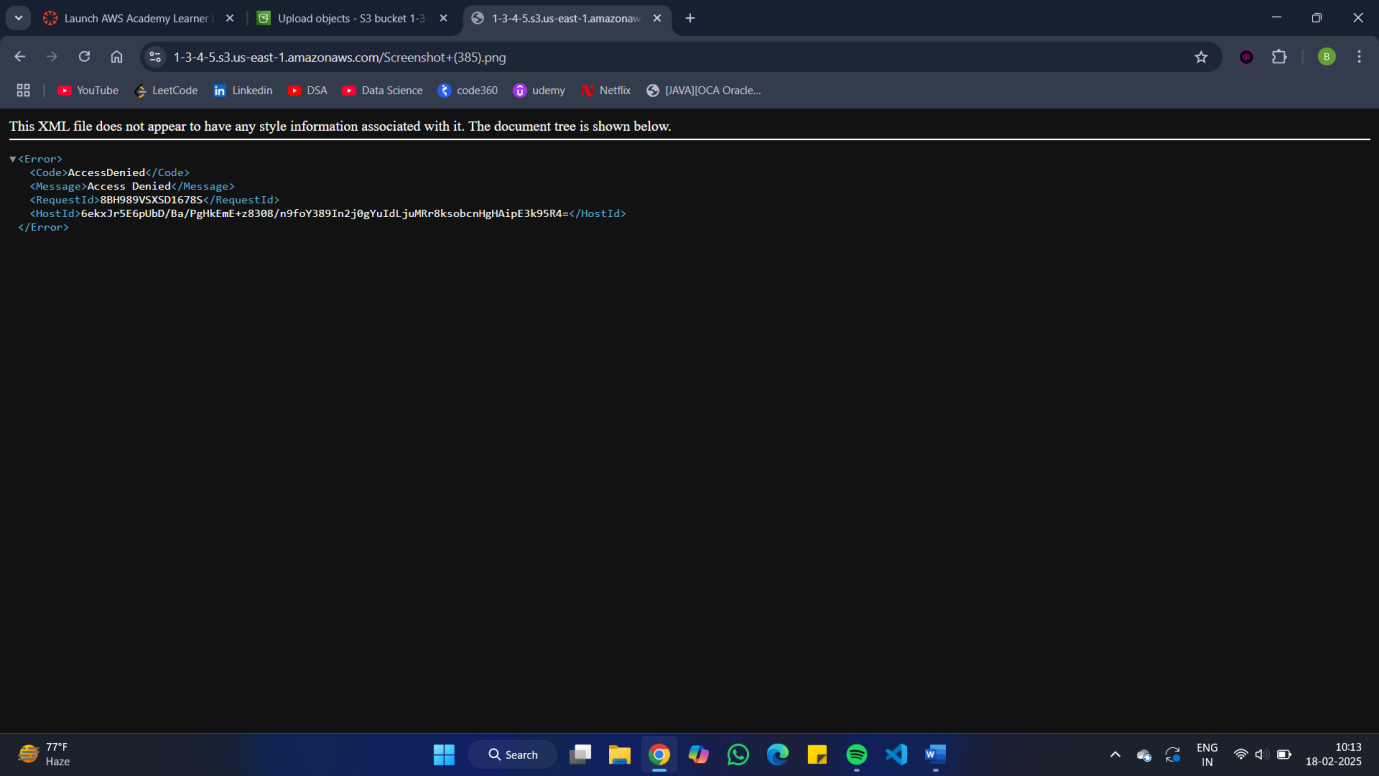 Launch AWS Academy Learner
Upload objects - S3 bucket 1-3-
1-3-4-5.s3.us-east-1.amazonaw
1-3-4-5.s3.us-east-1.amazonaws.com/Screenshot+(385).png
B
YouTube
LeetCode
Linkedin
DSA
Data Science
code360
udemy
Netflix
[JAVA][OCA Oracle...
This XML file does not appear to have any style information associated with it. The document tree is shown below.
▼<Error>
<Code>AccessDenied</Code>
<Message>Access Denied</Message>
<RequestId>8BH989VSXSD1678S</RequestId>
<HostId>6ekxJr5E6pUbD/Ba/PgHkEmE+z8308/n9foY389In2j0gYuIdLjuMRr8ksobcnHgHAipE3k95R4=</HostId>
</Error>
77°F
Haze
Search
ENG
IN
10:13
18-02-2025